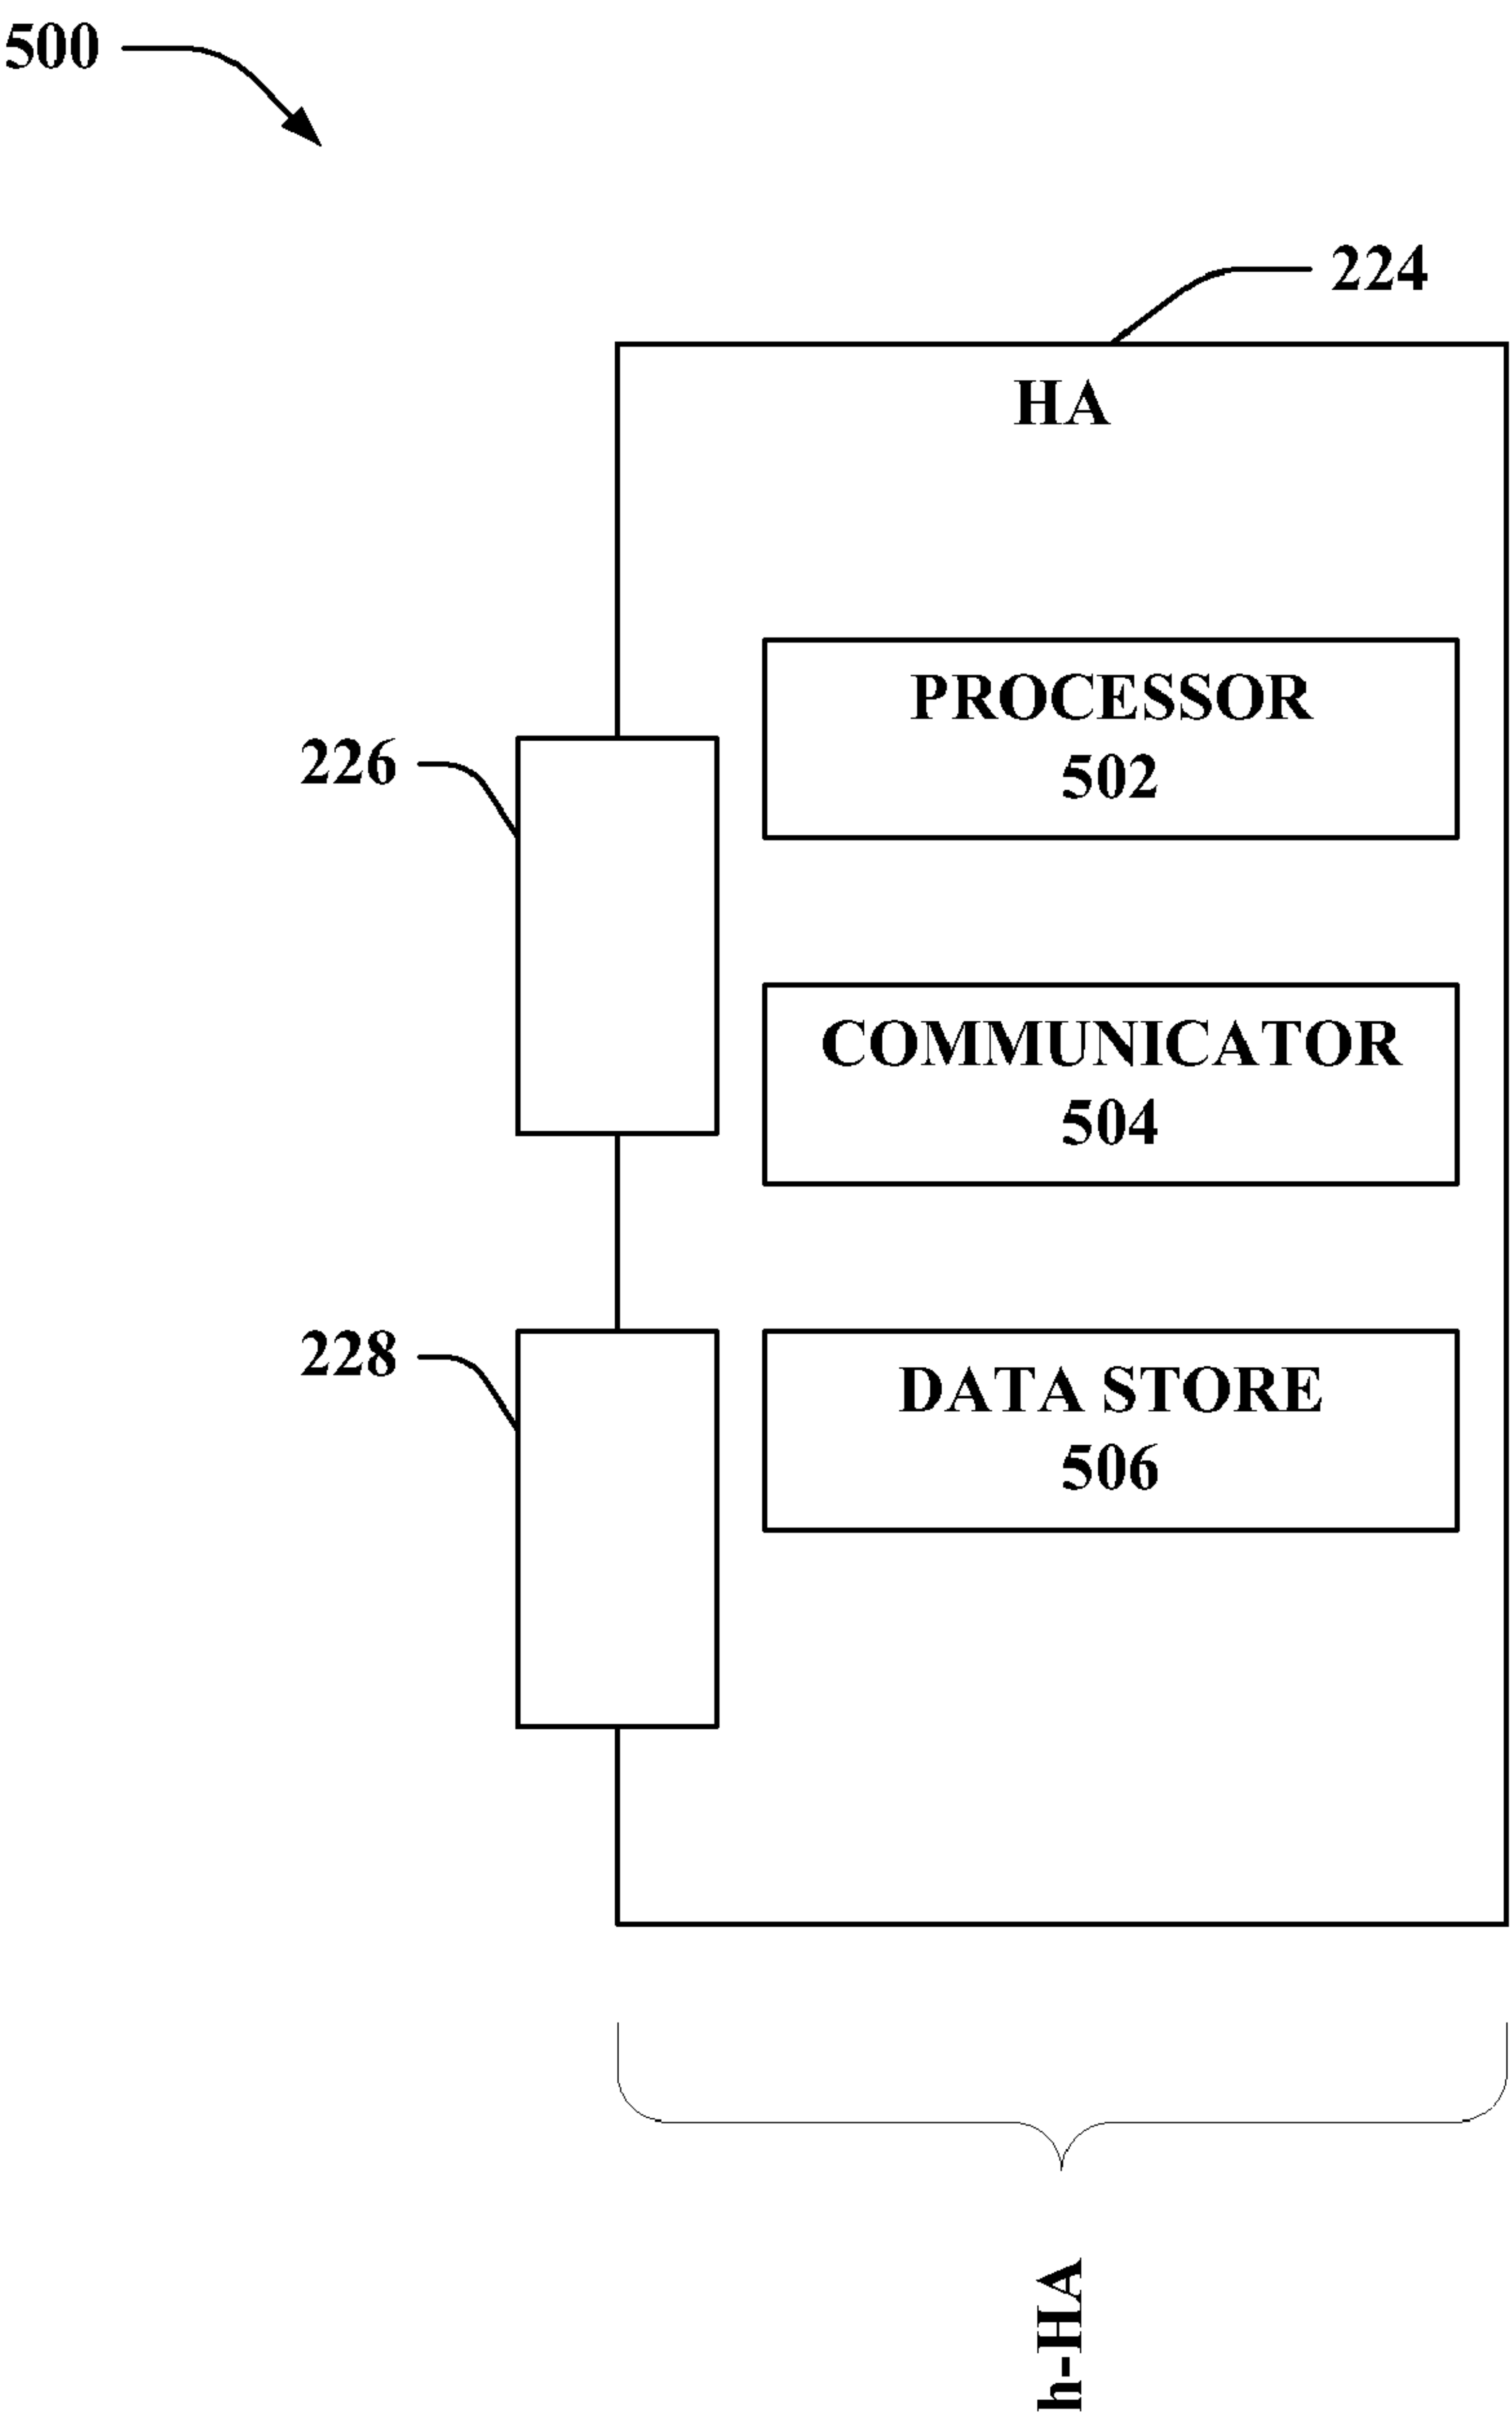 500
224
HA
PROCESSOR
502
226
COMMUNICATOR
504
228
DATA STORE
506
h-HA